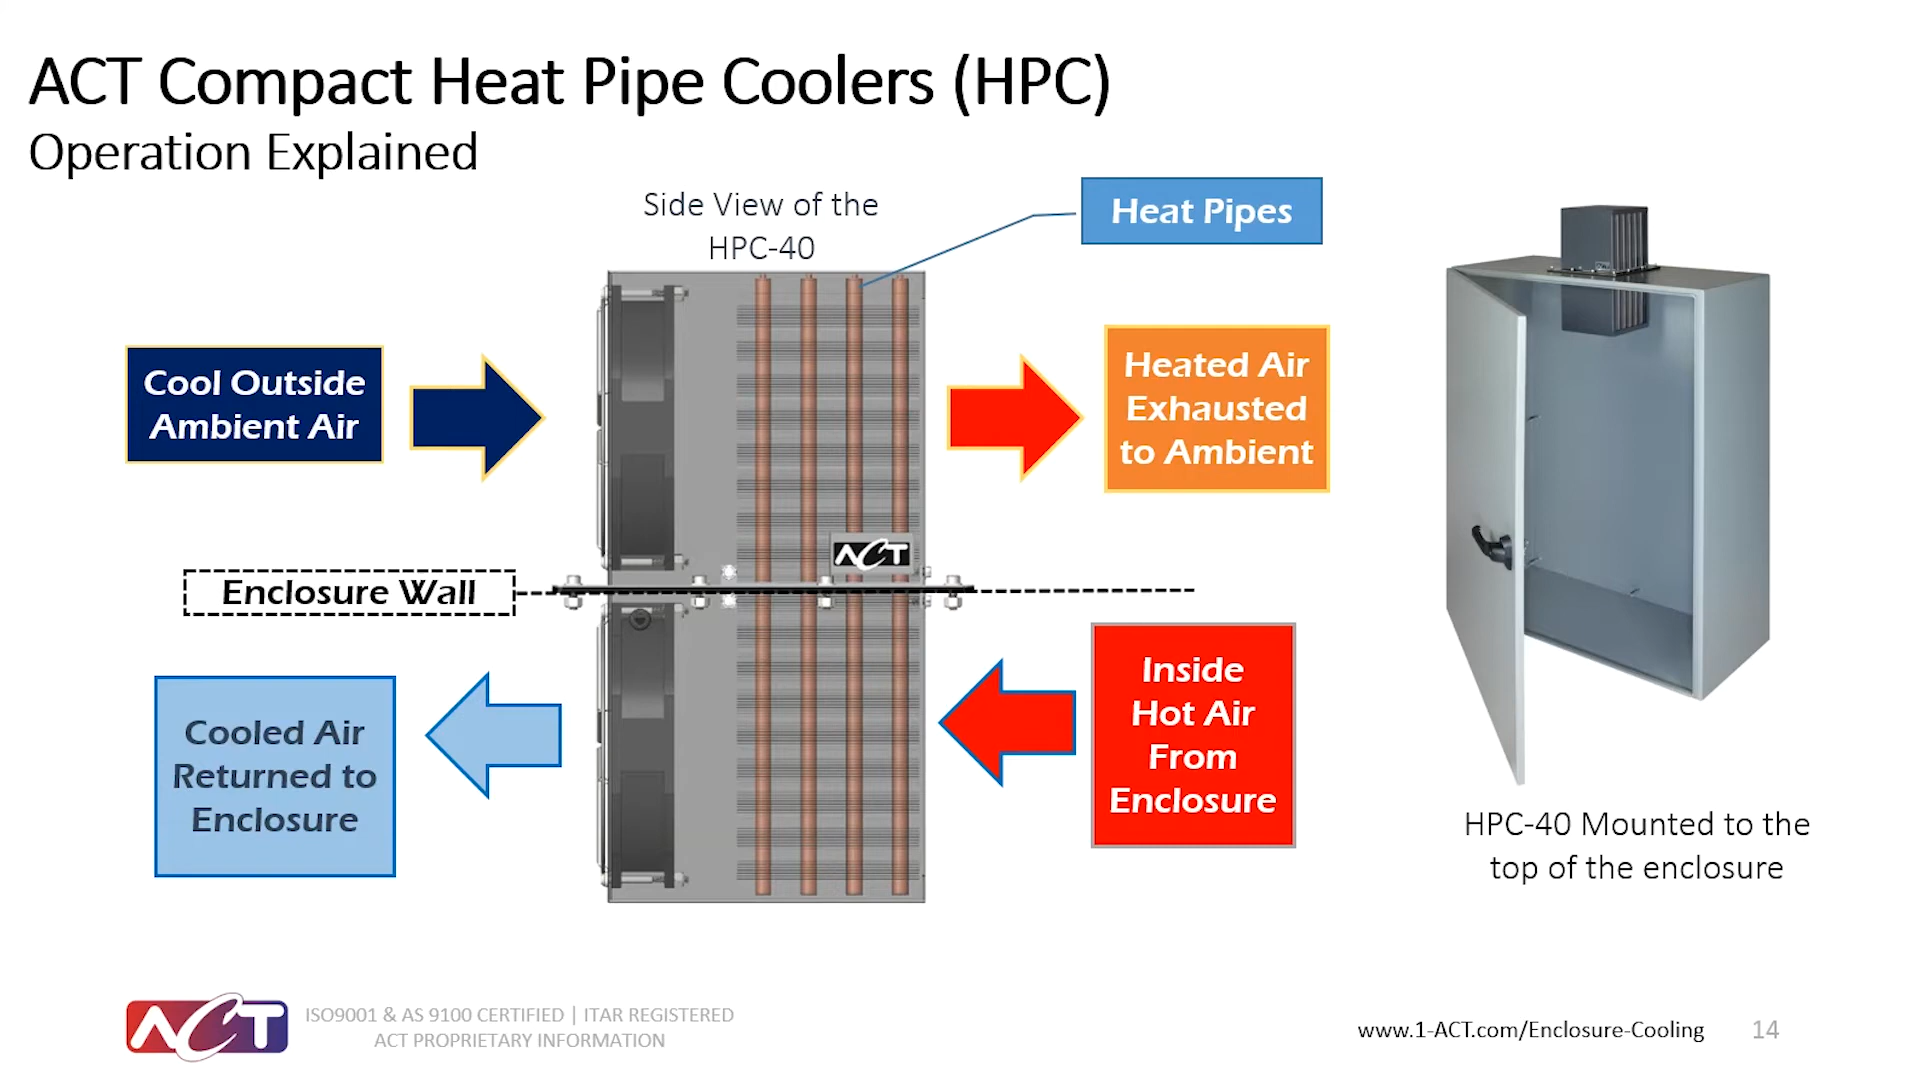 ACT Compact Heat Pipe Coolers (HPC)
Operation Explained
Side View of the
HPC-40
Heat Pipes
Cool Outside
Ambient Air
Heated Air
Exhausted
to Ambient
ACT
Enclosure Wall
Cooled Air
Returned to
Enclosure
Inside
Hot Air
From
Enclosure
HPC-40 Mounted to the
top of the enclosure
ACT
ISO9001 & AS 9100 CERTIFIED | ITAR REGISTERED
ACT PROPRIETARY INFORMATION
www.1-ACT.com/Enclosure-Cooling
14